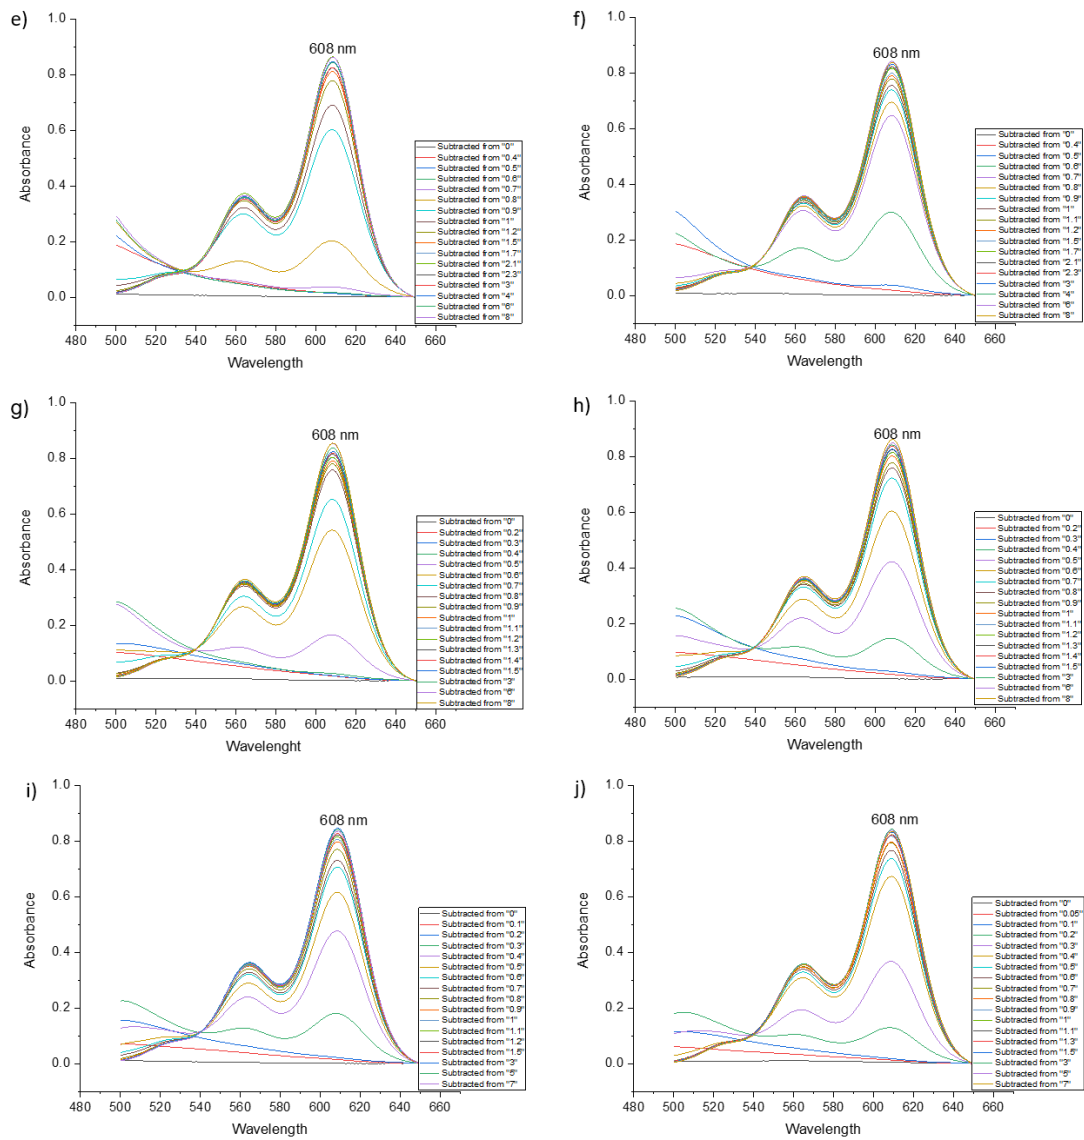 e)
1.0
0.8
0.6
0.4
0.2
0.0
Absorbance
608 nm
480 500 520 540 560 580 600 620 640 660
Wavelength
Subtracted from "0"
Subtracted from "0.4"
Subtracted from "0.5"
Subtracted from "0.6"
Subtracted from "0.7"
Subtracted from "0.8"
Subtracted from "0.9"
Subtracted from "1"
Subtracted from "1.2"
Subtracted from "1.5"
Subtracted from "1.7"
Subtracted from "2.1"
Subtracted from "2.3"
Subtracted from "3"
Subtracted from "4"
Subtracted from "6"
Subtracted from "8"
f)
1.0
0.8
0.6
0.4
0.2
0.0
Absorbance
608 nm
480 500 520 540 560 580 600 620 640 660
Wavelength
Subtracted from "0"
Subtracted from "0.4"
Subtracted from "0.5"
Subtracted from "0.6"
Subtracted from "0.7"
Subtracted from "0.8"
Subtracted from "0.9"
Subtracted from "1"
Subtracted from "1.1"
Subtracted from "1.2"
Subtracted from "1.5"
Subtracted from "1.7"
Subtracted from "2.1"
Subtracted from "2.3"
Subtracted from "3"
Subtracted from "4"
Subtracted from "6"
Subtracted from "8"
g)
1.0
0.8
0.6
0.4
0.2
0.0
Absorbance
608 nm
480 500 520 540 560 580 600 620 640 660
Wavelenght
Subtracted from "0"
Subtracted from "0.2"
Subtracted from "0.3"
Subtracted from "0.4"
Subtracted from "0.5"
Subtracted from "0.6"
Subtracted from "0.7"
Subtracted from "0.8"
Subtracted from "0.9"
Subtracted from "1"
Subtracted from "1.1"
Subtracted from "1.2"
Subtracted from "1.3"
Subtracted from "1.4"
Subtracted from "1.5"
Subtracted from "3"
Subtracted from "6"
Subtracted from "8"
h)
1.0
0.8
0.6
0.4
0.2
0.0
Absorbance
608 nm
480 500 520 540 560 580 600 620 640 660
Wavelength
Subtracted from "0"
Subtracted from "0.2"
Subtracted from "0.3"
Subtracted from "0.4"
Subtracted from "0.5"
Subtracted from "0.6"
Subtracted from "0.7"
Subtracted from "0.8"
Subtracted from "0.9"
Subtracted from "1"
Subtracted from "1.1"
Subtracted from "1.2"
Subtracted from "1.3"
Subtracted from "1.4"
Subtracted from "1.5"
Subtracted from "3"
Subtracted from "6"
Subtracted from "8"
i)
1.0
0.8
0.6
0.4
0.2
0.0
Absorbance
608 nm
480 500 520 540 560 580 600 620 640 660
Wavelength
Subtracted from "0"
Subtracted from "0.1"
Subtracted from "0.2"
Subtracted from "0.3"
Subtracted from "0.4"
Subtracted from "0.5"
Subtracted from "0.6"
Subtracted from "0.7"
Subtracted from "0.8"
Subtracted from "0.9"
Subtracted from "1"
Subtracted from "1.1"
Subtracted from "1.2"
Subtracted from "1.5"
Subtracted from "3"
Subtracted from "5"
Subtracted from "7"
j)
1.0
0.8
0.6
0.4
0.2
0.0
Absorbance
608 nm
480 500 520 540 560 580 600 620 640 660
Wavelength
Subtracted from "0"
Subtracted from "0.05"
Subtracted from "0.1"
Subtracted from "0.2"
Subtracted from "0.3"
Subtracted from "0.4"
Subtracted from "0.5"
Subtracted from "0.6"
Subtracted from "0.7"
Subtracted from "0.8"
Subtracted from "0.9"
Subtracted from "1"
Subtracted from "1.1"
Subtracted from "1.3"
Subtracted from "1.5"
Subtracted from "3"
Subtracted from "5"
Subtracted from "7"